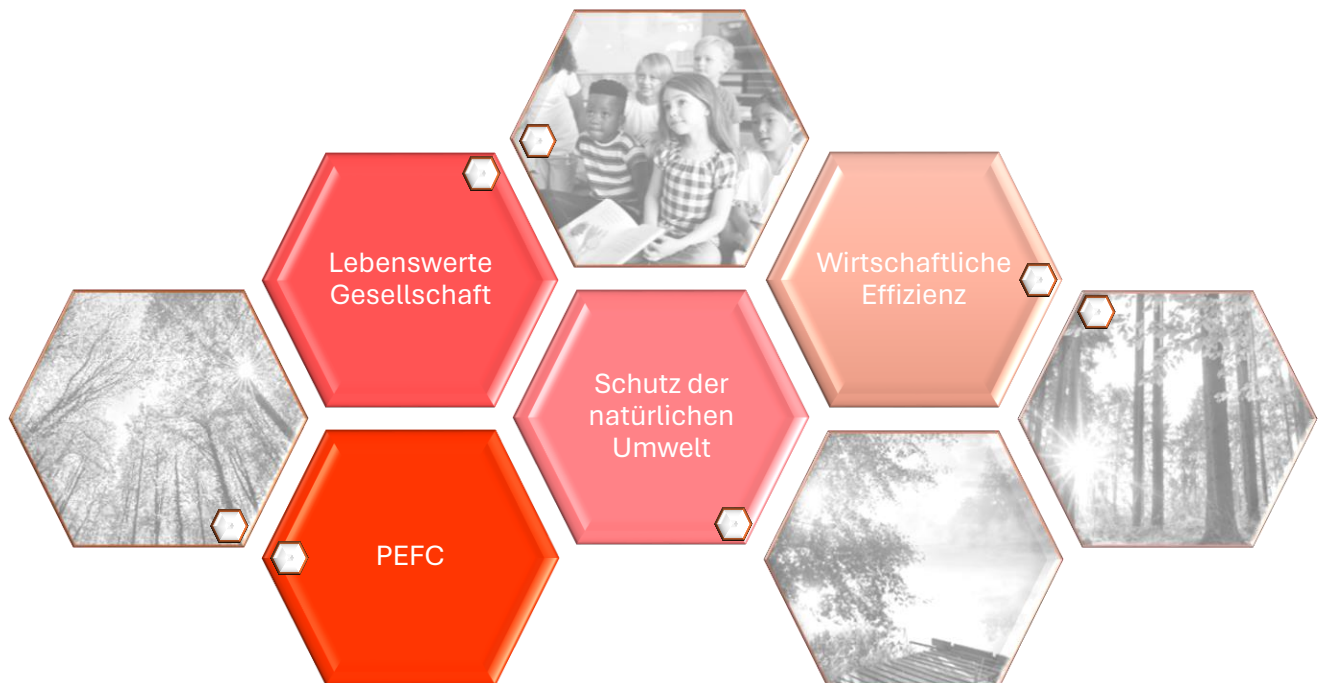 Lebenswerte
Gesellschaft
Wirtschaftliche
Effizienz
Schutz der
natürlichen
Umwelt
PEFC